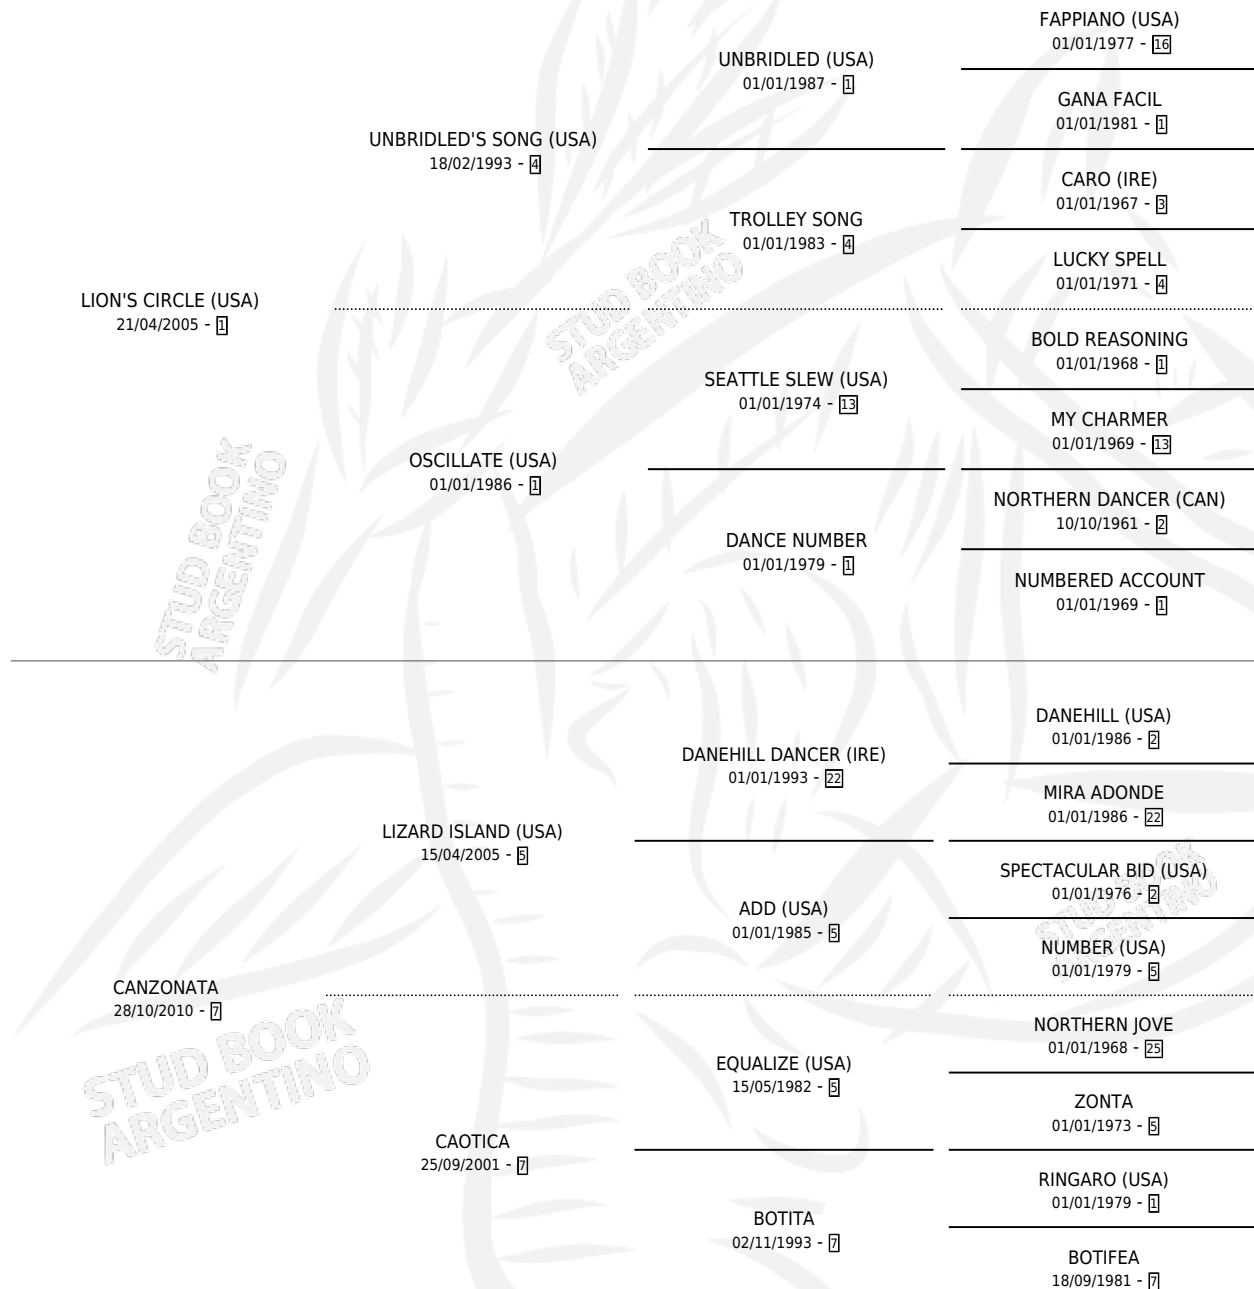 FAPPIANO (USA)
01/01/1977 - 16
UNBRIDLED (USA)
01/01/1987 - 1
GANA FACIL
01/01/1981 - 1
UNBRIDLED'S SONG (USA)
18/02/1993 - 4
CARO (IRE)
01/01/1967 - 3
TROLLEY SONG
01/01/1983 - 4
LUCKY SPELL
01/01/1971 - 4
LION'S CIRCLE (USA)
21/04/2005 - 1
BOLD REASONING
01/01/1968 - 1
SEATTLE SLEW (USA)
01/01/1974 - 13
MY CHARMER
01/01/1969 - 13
OSCILLATE (USA)
01/01/1986 - 1
NORTHERN DANCER (CAN)
10/10/1961 - 2
DANCE NUMBER
01/01/1979 - 1
NUMBERED ACCOUNT
01/01/1969 - 1
STUD BOOK
ARGENTINO
STUD BOOK
ARGENTINO
DANEHILL (USA)
01/01/1986 - 2
DANEHILL DANCER (IRE)
01/01/1993 - 22
MIRA ADONDE
01/01/1986 - 22
LIZARD ISLAND (USA)
15/04/2005 - 5
SPECTACULAR BID (USA)
01/01/1976 - 2
ADD (USA)
01/01/1985 - 5
NUMBER (USA)
01/01/1979 - 5
STUD BOOK
ARGENTINO
CANZONATA
28/10/2010 - 7
NORTHERN JOVE
01/01/1968 - 25
EQUALIZE (USA)
15/05/1982 - 5
ZONTA
01/01/1973 - 5
STUD BOOK
ARGENTINO
CAOTICA
25/09/2001 - 7
RINGARO (USA)
01/01/1979 - 1
BOTITA
02/11/1993 - 7
BOTIFEA
18/09/1981 - 7